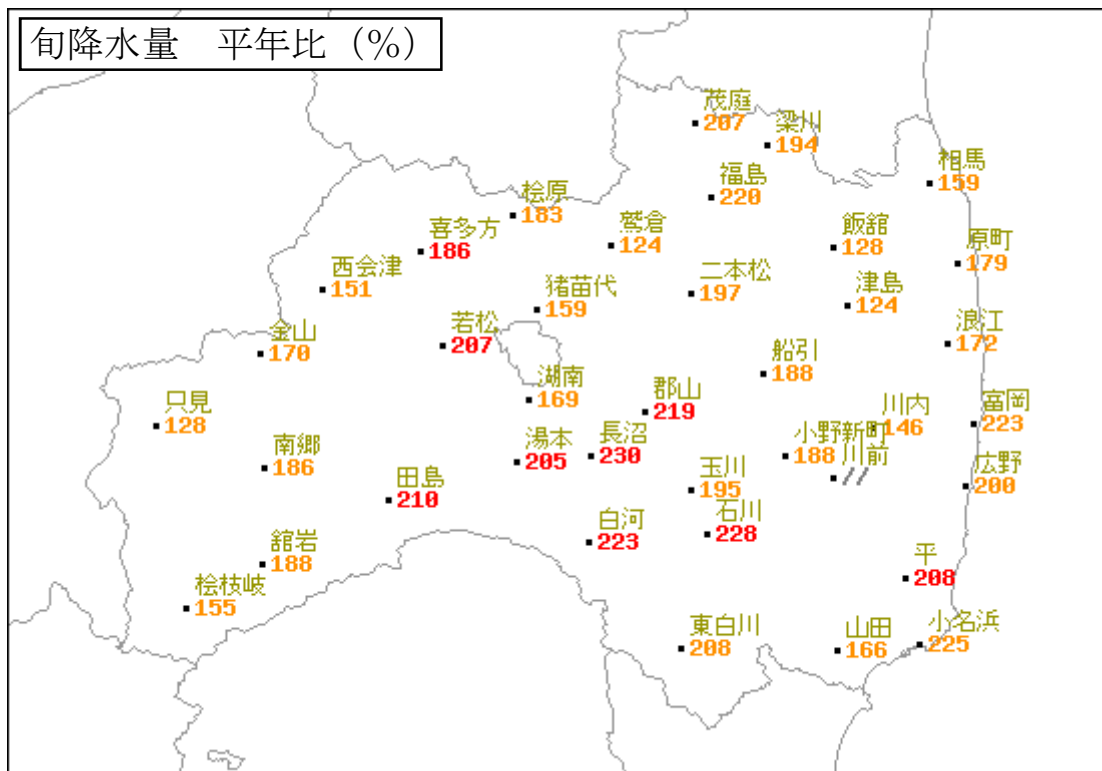 旬降水量　平年比（％）
茂庭
207
梁川
194
相馬
159
福島
220
桧原
183
喜多方
186
鷲倉
124
飯舘
128
原町
179
西会津
151
猪苗代
159
二本松
197
津島
124
金山
170
若松
207
浪江
172
船引
188
湖南
169
郡山
219
只見
128
川内
146
富岡
223
南郷
186
湯本
205
長沼
230
小野新町
188
川前
//
田島
210
玉川
195
広野
200
白河
223
石川
228
舘岩
188
平
208
桧枝岐
155
東白川
208
山田
166
小名浜
225